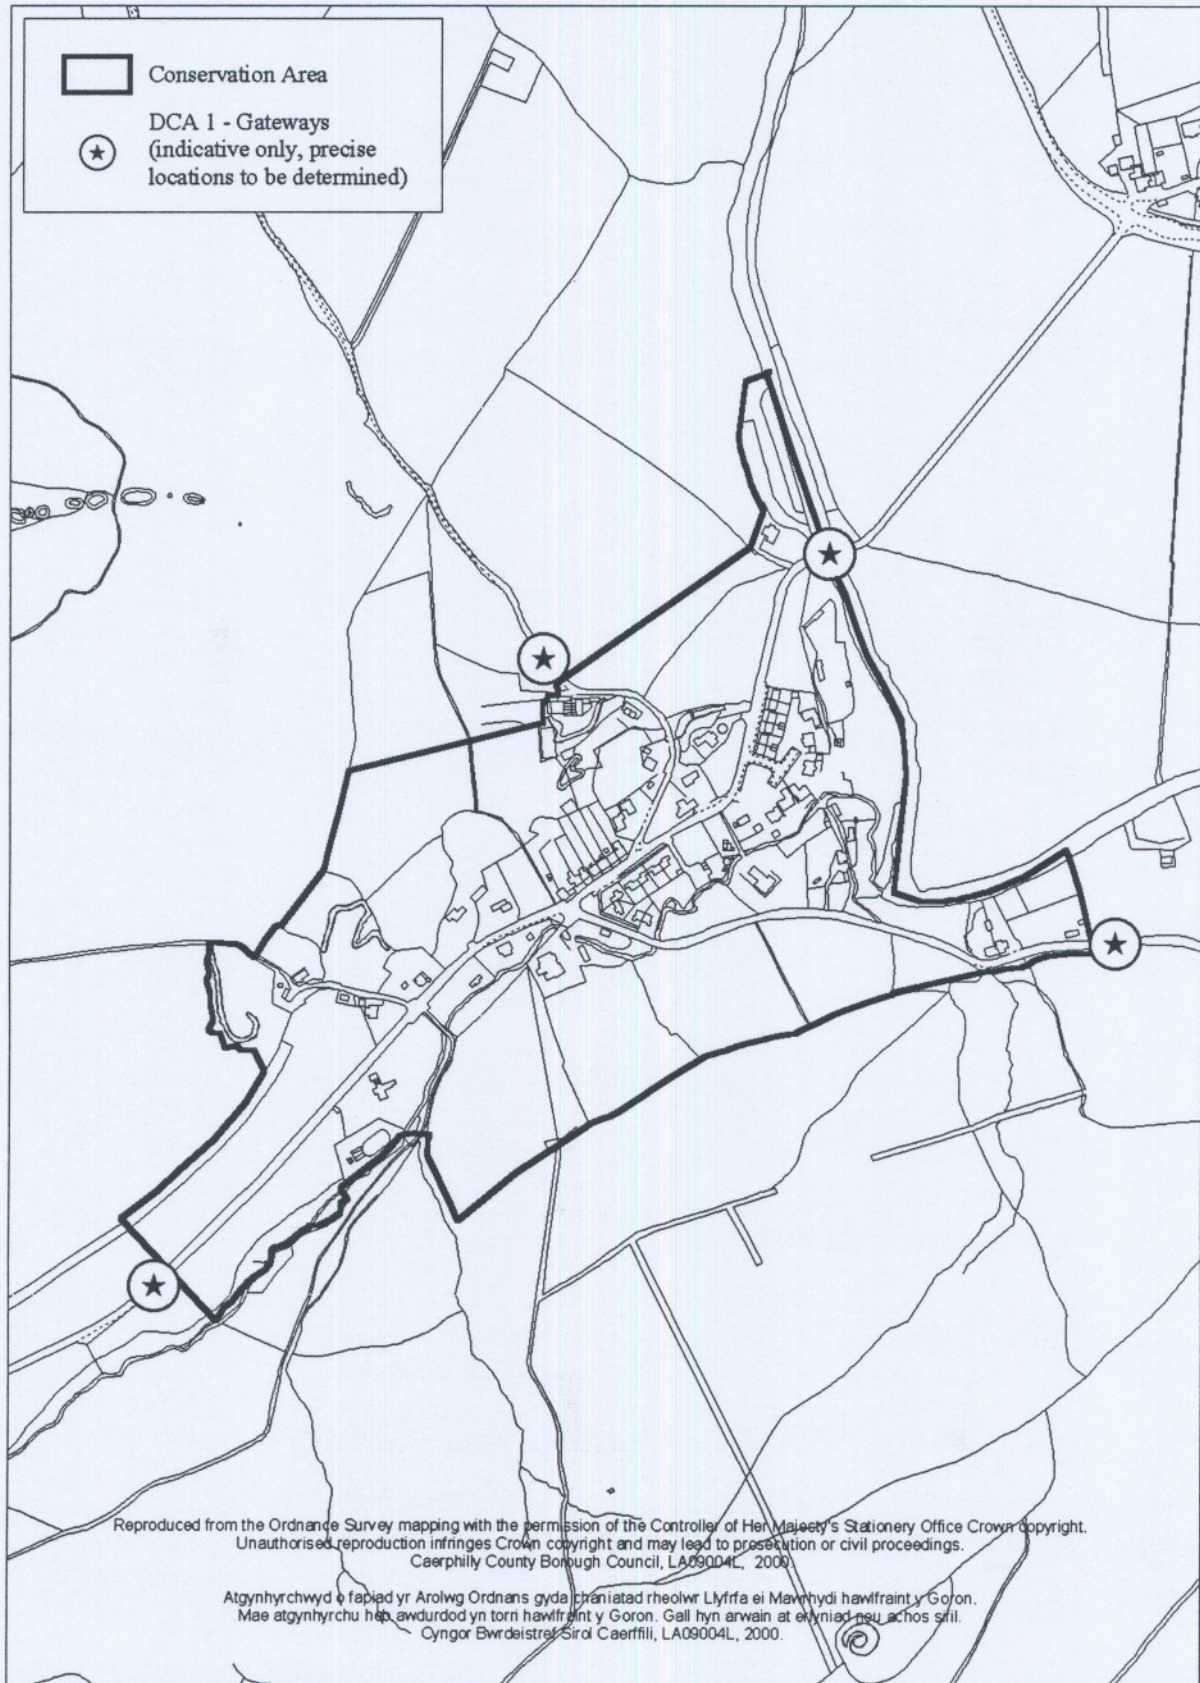 Conservation Area
DCA 1 - Gateways
(indicative only, precise
locations to be determined)
Reproduced from the Ordnance Survey mapping with the permission of the Controller of Her Majesty's Stationery Office Crown copyright.
Unauthorised reproduction infringes Crown copyright and may lead to prosecution or civil proceedings.
Caerphilly County Borough Council, LA09004L, 2000.
Atgynhyrchwyd o fapiad yr Arolwg Ordnans gyda chaniatad rheolwr Llyfrfa ei Mawrhydi hawlfraint y Goron.
Mae atgynhyrchu heb awdurdod yn torri hawlfraint y Goron. Gall hyn arwain at erlyniad neu achos sifil.
Cyngor Bwrdeistref Sirol Caerffili, LA09004L, 2000.